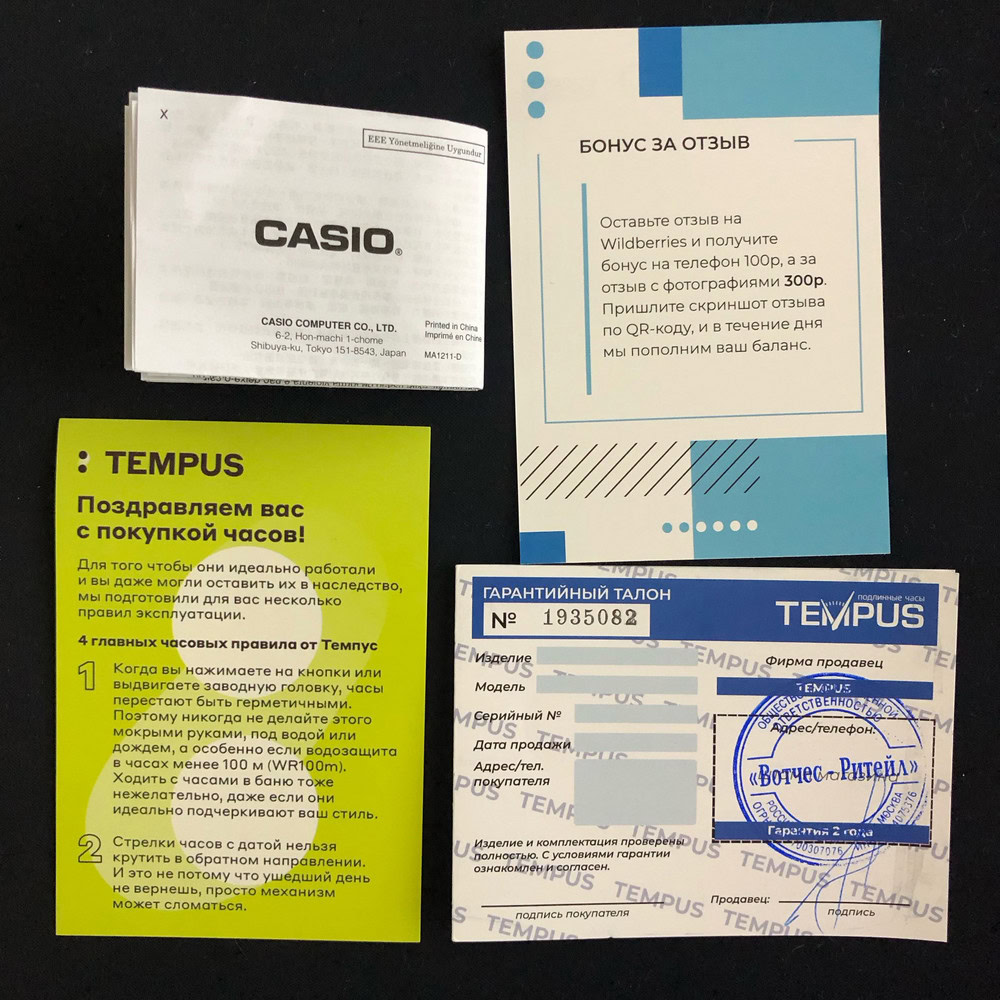 X
EEE Yönetmeliğine Uygundur
CASIO®
CASIO COMPUTER CO., LTD.
6-2, Hon-machi 1-chome
Shibuya-ku, Tokyo 151-8543, Japan
Printed in China
Imprimé en Chine
MA1211-D
БОНУС ЗА ОТЗЫВ
Оставьте отзыв на
Wildberries и получите
бонус на телефон 100р, а за
отзыв с фотографиями 300р.
Пришлите скриншот отзыва
по QR-коду, и в течение дня
мы пополним ваш баланс.
: TEMPUS
Поздравляем вас
с покупкой часов!
Для того чтобы они идеально работали
и вы даже могли оставить их в наследство,
мы подготовили для вас несколько
правил эксплуатации.
4 главных часовых правила от Темпус
1 Когда вы нажимаете на кнопки или
выдвигаете заводную головку, часы
перестают быть герметичными.
Поэтому никогда не делайте этого
мокрыми руками, под водой или
дождем, а особенно если водозащита
в часах менее 100 м (WR100m).
Ходить с часами в баню тоже
нежелательно, даже если они
идеально подчеркивают ваш стиль.
2 Стрелки часов с датой нельзя
крутить в обратном направлении.
И это не потому что ушедший день
не вернешь, просто механизм
может сломаться.
ГАРАНТИЙНЫЙ ТАЛОН
№ 1935082
подлинные часы
TEMPUS
Изделие
Модель
Серийный №
Дата продажи
Адрес/тел.
покупателя
Фирма продавец
TEMPUS
Адрес/телефон:
«Вотчес - Ритейл»
ОТВЕТСТВЕННОСТЬЮ
МОСКВА
Гарантия 2 года
Изделие и комплектация проверены
полностью. С условиями гарантии
ознакомлен и согласен.
подпись покупателя
Продавец:
подпись
TEMPUS